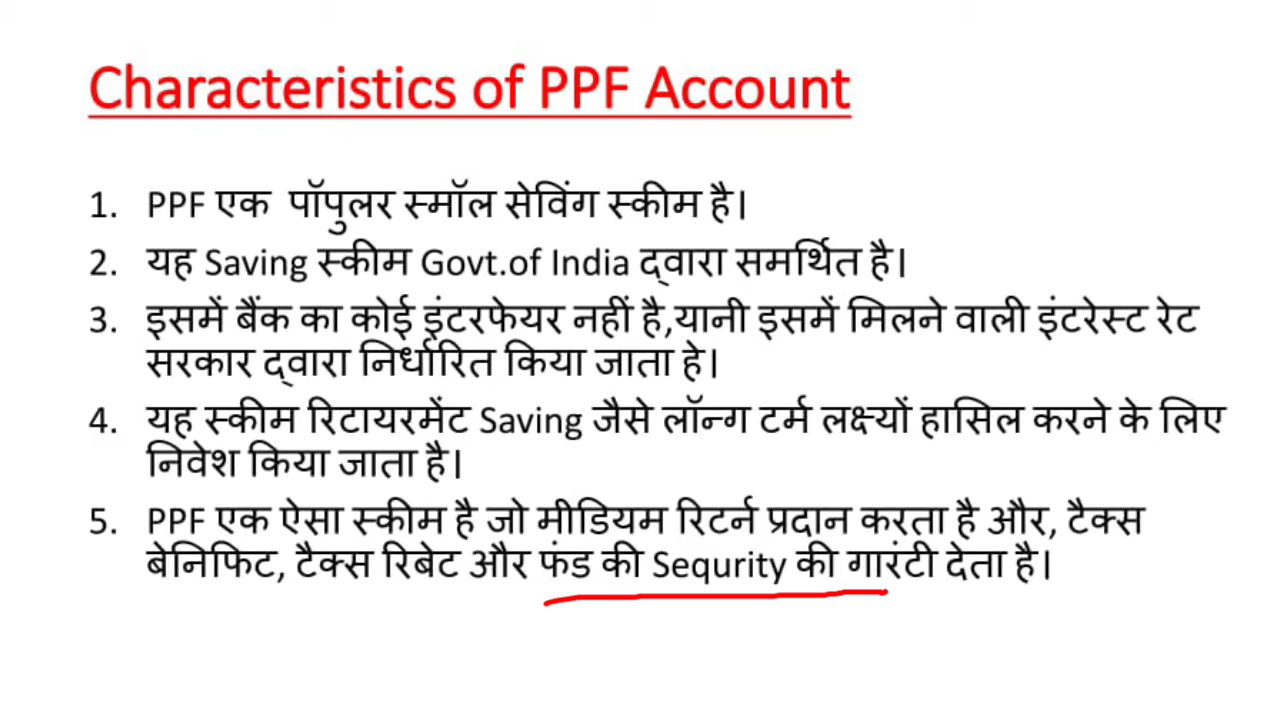 Characteristics of PPF Account
1. PPF एक पॉपुलर स्मॉल सेविंग स्कीम है।
2. यह Saving स्कीम Govt.of India द्वारा समर्थित है।
3. इसमें बैंक का कोई इंटरफेयर नहीं है,यानी इसमें मिलने वाली इंटरेस्ट रेट
सरकार द्वारा निर्धारित किया जाता हे।
4. यह स्कीम रिटायरमेंट Saving जैसे लॉन्ग टर्म लक्ष्यों हासिल करने के लिए
निवेश किया जाता है।
5. PPF एक ऐसा स्कीम है जो मीडियम रिटर्न प्रदान करता है और, टैक्स
बेनिफिट, टैक्स रिबेट और फंड की Sequrity की गारंटी देता है।